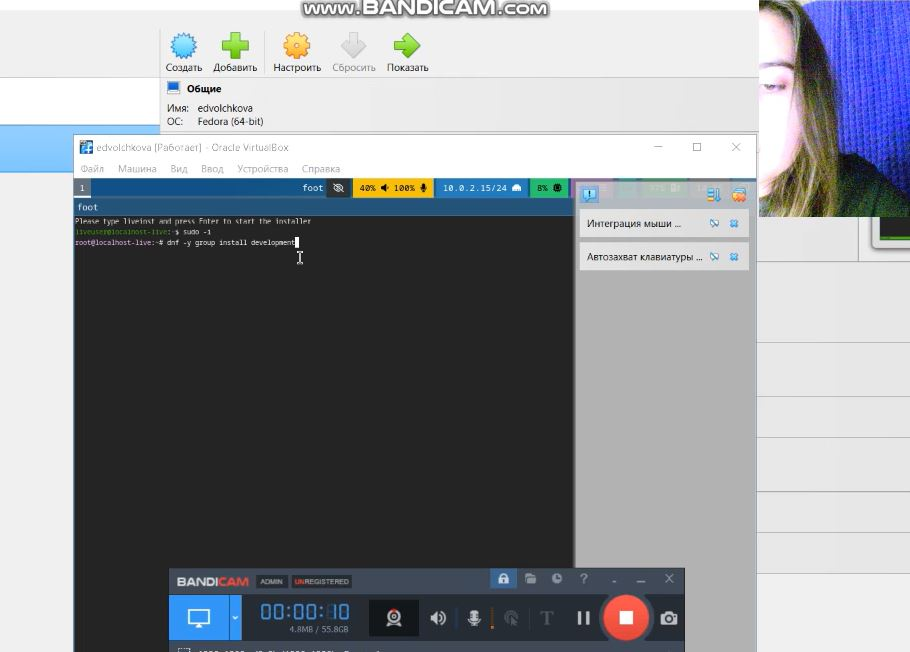 www.BANDICAM.com
Создать Добавить Настроить Сбросить Показать
Общие
Имя: edvolchkova
ОС: Fedora (64-bit)
edvolchkova [Работает] - Oracle VirtualBox
Файл Машина Вид Ввод Устройства Справка
1 foot 40% 100% 10.0.2.15/24 8%
foot
Please type liveinst and press Enter to start the installer
liveuser@localhost-live:~$ sudo -i
root@localhost-live:~# dnf -y group install development
Интеграция мыши ...
Автозахват клавиатуры ...
BANDICAM ADMIN UNREGISTERED
00:00:10
4.8MB / 55.8GB